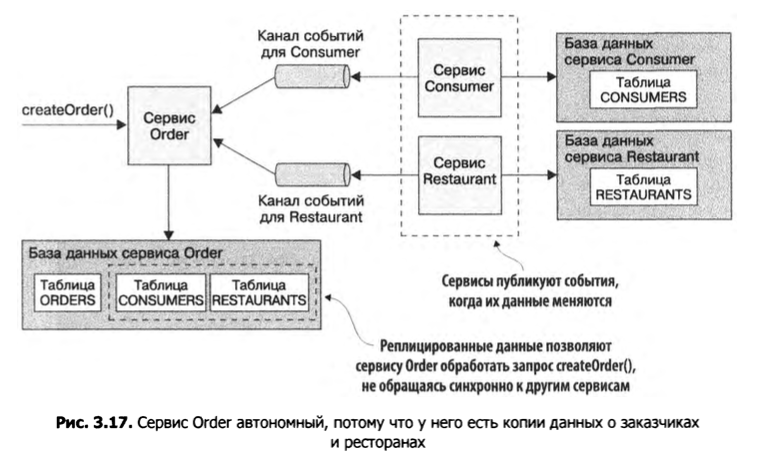 Канал событий
для Consumer
createOrder()
Сервис
Order
Сервис
Consumer
База данных
сервиса Consumer
Таблица
CONSUMERS
Канал событий
для Restaurant
Сервис
Restaurant
База данных
сервиса Restaurant
Таблица
RESTAURANTS
База данных сервиса Order
Таблица
ORDERS
Таблица
CONSUMERS
Таблица
RESTAURANTS
Сервисы публикуют события,
когда их данные меняются
Реплицированные данные позволяют
сервису Order обработать запрос createOrder(),
не обращаясь синхронно к другим сервисам
Рис. 3.17. Сервис Order автономный, потому что у него есть копии данных о заказчиках
и ресторанах